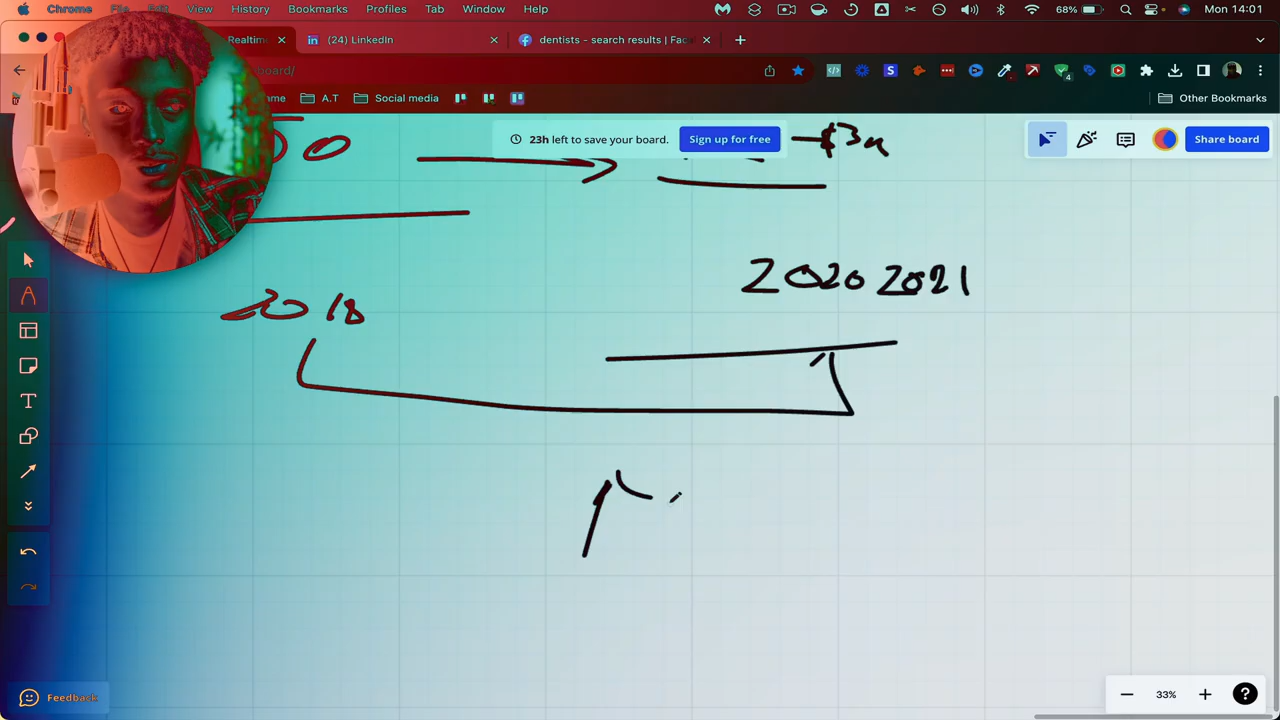 Chrome File Edit View History Bookmarks Profiles Tab Window Help 68% Mon 14:01
Realtim (24) LinkedIn dentists - search results | Fac
board/
me A.T Social media Other Bookmarks
23h left to save your board. Sign up for free Share board
2018
2020 2021
Feedback
33%